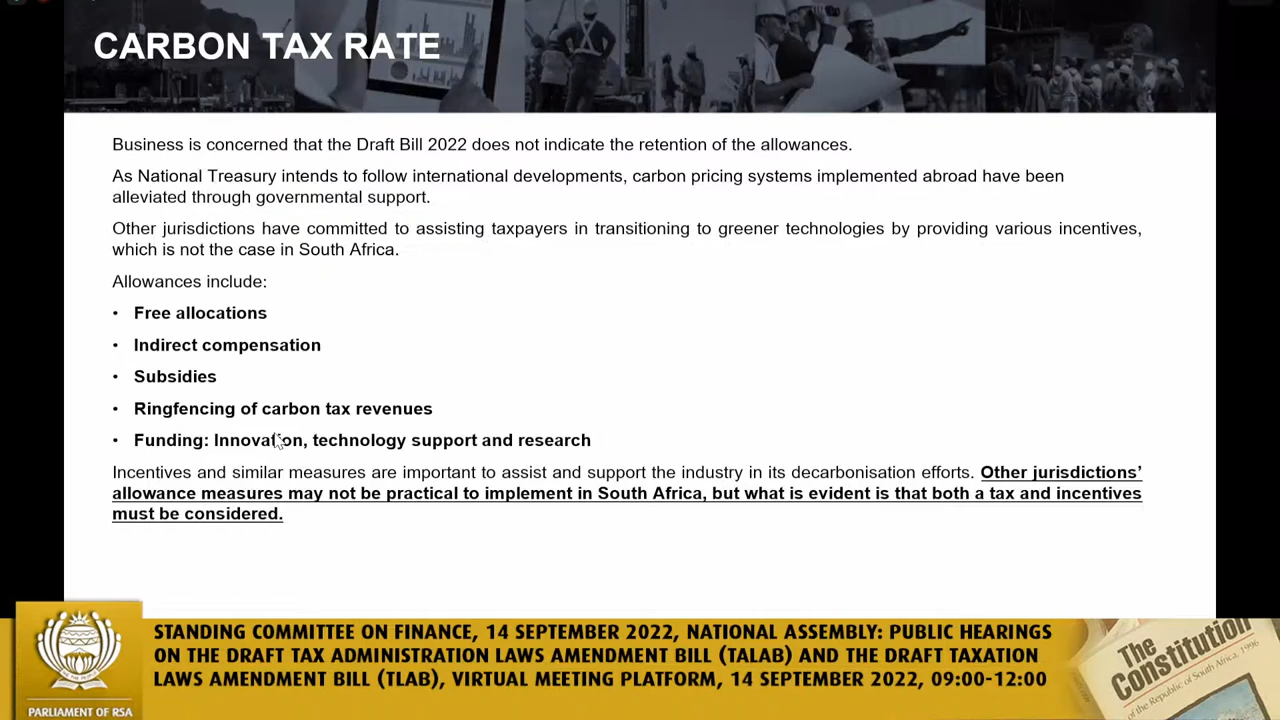 CARBON TAX RATE
Business is concerned that the Draft Bill 2022 does not indicate the retention of the allowances.
As National Treasury intends to follow international developments, carbon pricing systems implemented abroad have been
alleviated through governmental support.
Other jurisdictions have committed to assisting taxpayers in transitioning to greener technologies by providing various incentives,
which is not the case in South Africa.
Allowances include:
• Free allocations
• Indirect compensation
• Subsidies
• Ringfencing of carbon tax revenues
• Funding: Innovation, technology support and research
Incentives and similar measures are important to assist and support the industry in its decarbonisation efforts. Other jurisdictions’
allowance measures may not be practical to implement in South Africa, but what is evident is that both a tax and incentives
must be considered.
STANDING COMMITTEE ON FINANCE, 14 SEPTEMBER 2022, NATIONAL ASSEMBLY: PUBLIC HEARINGS
ON THE DRAFT TAX ADMINISTRATION LAWS AMENDMENT BILL (TALAB) AND THE DRAFT TAXATION
LAWS AMENDMENT BILL (TLAB), VIRTUAL MEETING PLATFORM, 14 SEPTEMBER 2022, 09:00-12:00
PARLIAMENT OF RSA
The
Constitution
of the Republic of South Africa, 1996